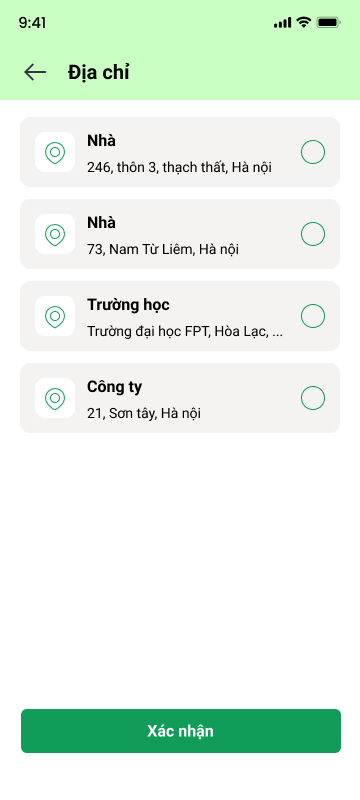 9:41
Địa chỉ
Nhà
246, thôn 3, thạch thất, Hà nội
Nhà
73, Nam Từ Liêm, Hà nội
Trường học
Trường đại học FPT, Hòa Lạc, ...
Công ty
21, Sơn tây, Hà nội
Xác nhận